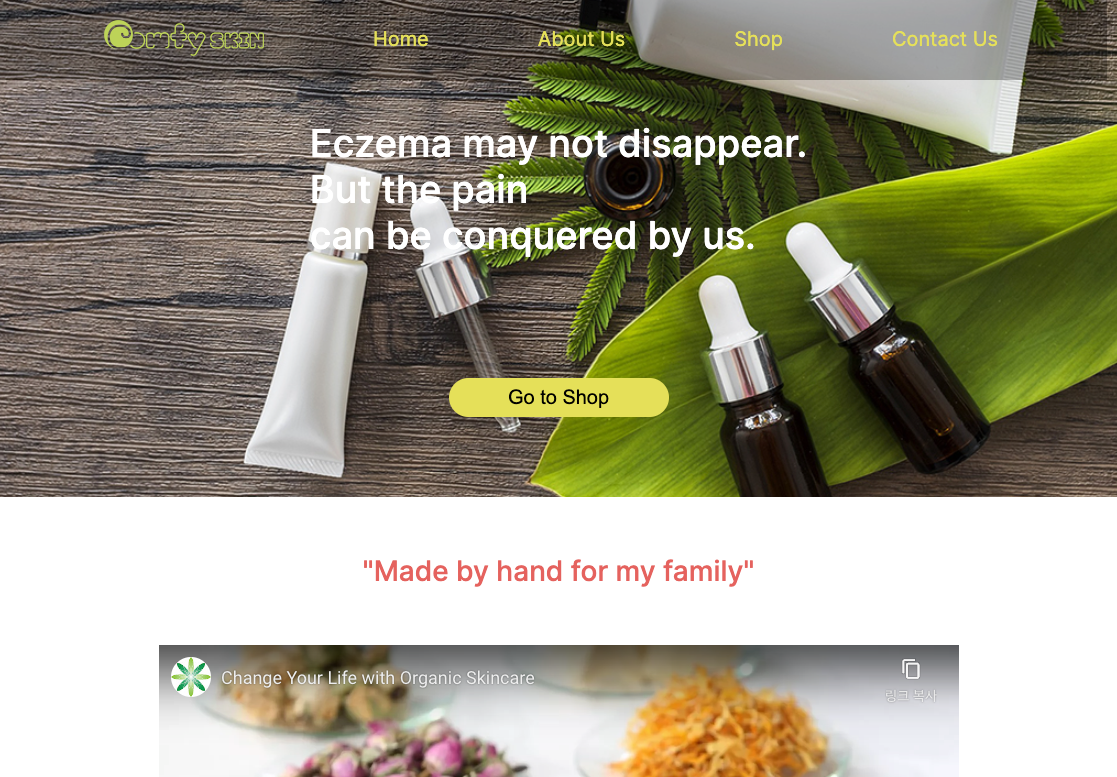 Comfy SKIN
Home
About Us
Shop
Contact Us
Eczema may not disappear.
But the pain
can be conquered by us.
Go to Shop
"Made by hand for my family"
Change Your Life with Organic Skincare
링크 복사